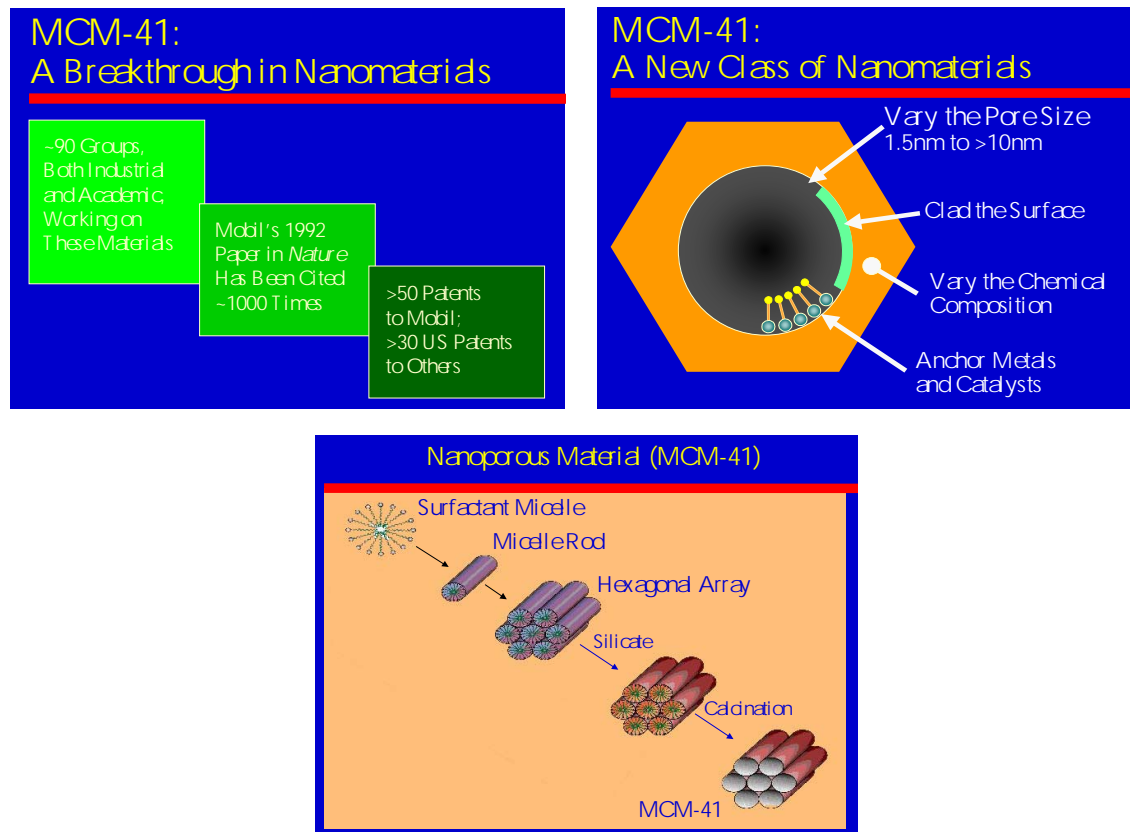 MCM-41:
A Breakthrough in Nanomaterials
~90 Groups,
Both Industrial
and Academic,
Working on
These Materials
Mobil's 1992
Paper in Nature
Has Been Cited
~1000 Times
>50 Patents
to Mobil;
>30 US Patents
to Others
MCM-41:
A New Class of Nanomaterials
Vary the Pore Size
1.5nm to >10nm
Clad the Surface
Vary the Chemical
Composition
Anchor Metals
and Catalysts
Nanoporous Material (MCM-41)
Surfactant Micelle
Micelle Rod
Hexagonal Array
Silicate
Calcination
MCM-41